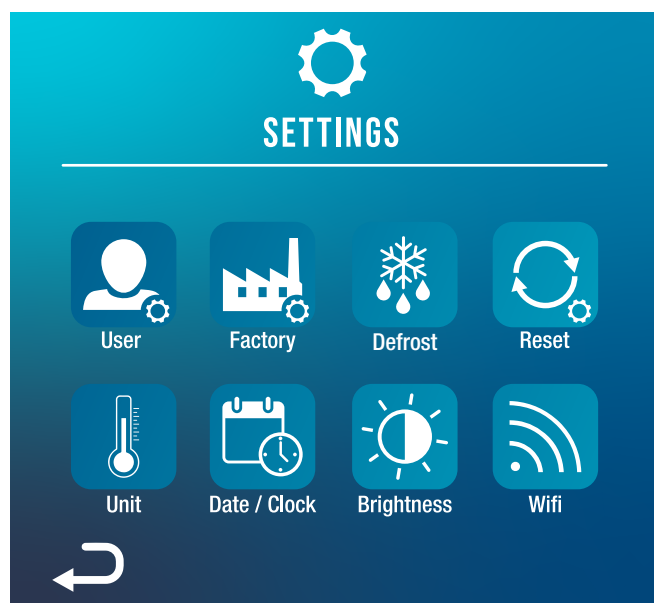 SETTINGS
User Factory Defrost Reset
Unit Date / Clock Brightness Wifi